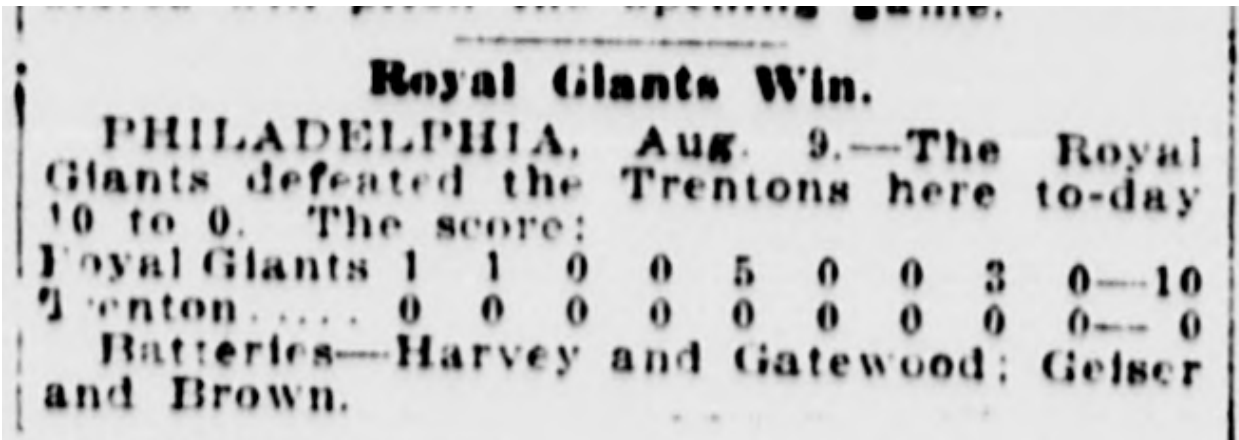 Royal Giants Win.
PHILADELPHIA, Aug. 9.—The Royal
Giants defeated the Trentons here to-day
10 to 0. The score:
Royal Giants 1 1 0 0 5 0 0 3 0—10
Trenton..... 0 0 0 0 0 0 0 0 0— 0
Batteries—Harvey and Gatewood; Geiser
and Brown.